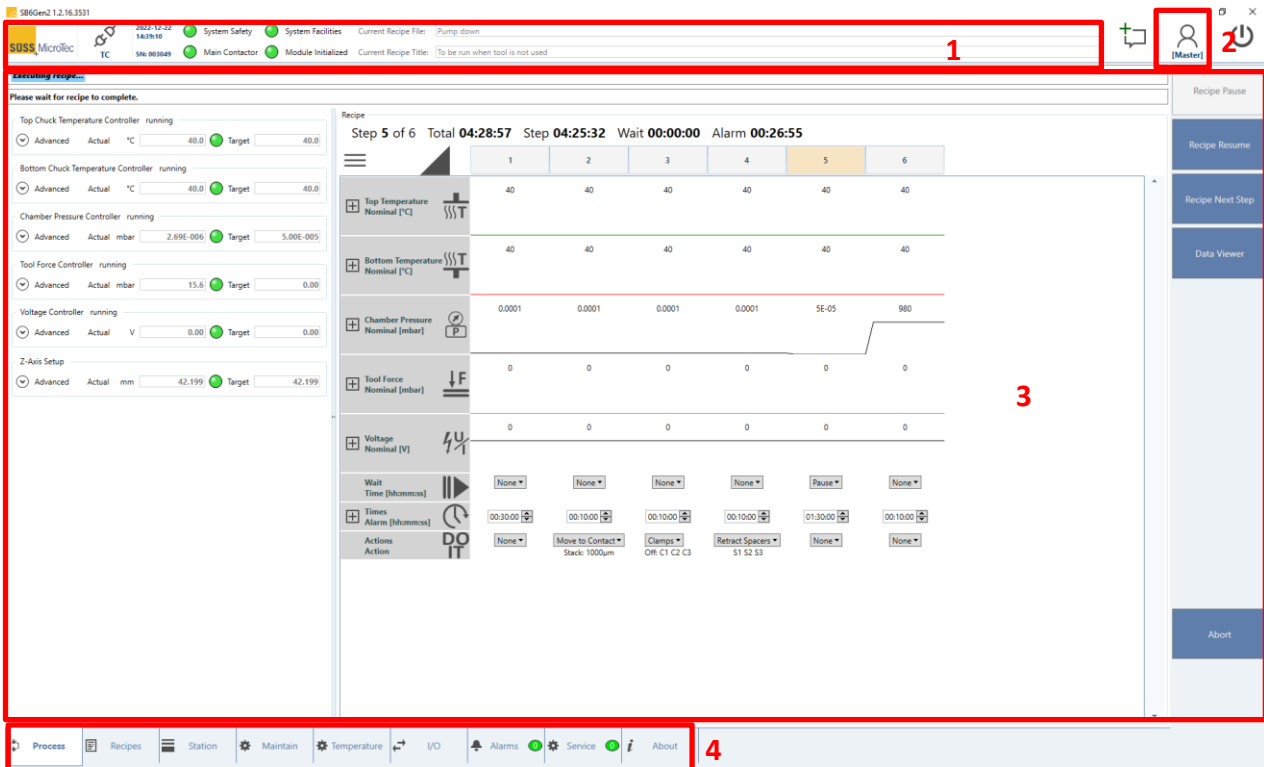 SB6Gen2 1.2.16.3531
SUSS MicroTec
TC
2022-12-22
14:39:10
SN: 003049
System Safety
System Facilities
Current Recipe File: Pump down
Main Contactor
Module Initialized
Current Recipe Title: To be run when tool is not used
1
[Master]
2
Executing recipe...
Please wait for recipe to complete.
Top Chuck Temperature Controller running
Advanced Actual °C 40.0 Target 40.0
Bottom Chuck Temperature Controller running
Advanced Actual °C 40.0 Target 40.0
Chamber Pressure Controller running
Advanced Actual mbar 2.69E-006 Target 5.00E-005
Tool Force Controller running
Advanced Actual mbar 15.6 Target 0.00
Voltage Controller running
Advanced Actual V 0.00 Target 0.00
Z-Axis Setup
Advanced Actual mm 42.199 Target 42.199
Recipe
Step 5 of 6 Total 04:28:57 Step 04:25:32 Wait 00:00:00 Alarm 00:26:55
1 2 3 4 5 6
40 40 40 40 40 40
Top Temperature
Nominal [°C]
T
40 40 40 40 40 40
Bottom Temperature
Nominal [°C]
T
0.0001 0.0001 0.0001 0.0001 5E-05 980
Chamber Pressure
Nominal [mbar]
P
0 0 0 0 0 0
Tool Force
Nominal [mbar]
F
0 0 0 0 0 0
Voltage
Nominal [V]
U/I
Wait
Time [hh:mm:ss]
None None None None Pause None
Times
Alarm [hh:mm:ss]
00:30:00 00:10:00 00:10:00 00:10:00 01:30:00 00:10:00
Actions
Action
DO
IT
None Move to Contact Clamps Retract Spacers None None
Stack: 1000µm Off: C1 C2 C3 S1 S2 S3
3
Recipe Pause
Recipe Resume
Recipe Next Step
Data Viewer
Abort
Process Recipes Station Maintain Temperature I/O Alarms 0 Service 0 i About
4